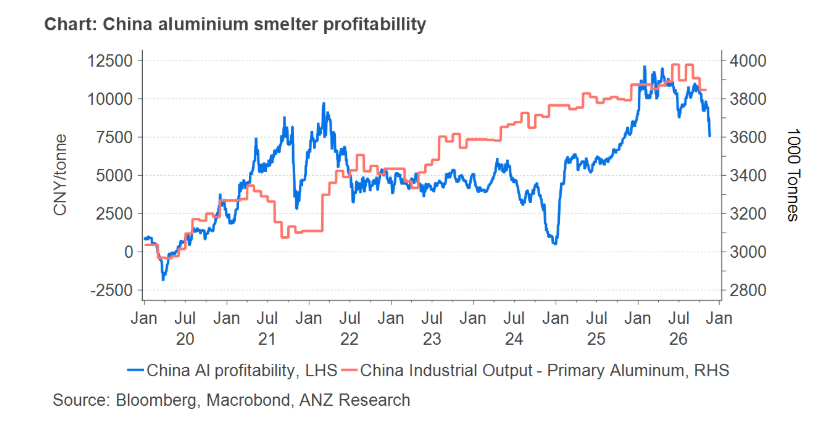 Chart: China aluminium smelter profitabillity
12500
10000
7500
5000
2500
0
-2500
CNY/tonne
4000
3800
3600
3400
3200
3000
2800
1000 Tonnes
Jan Jul Jan Jul Jan Jul Jan Jul Jan Jul Jan Jul Jan Jul Jan
20 21 22 23 24 25 26
China Al profitability, LHS China Industrial Output - Primary Aluminum, RHS
Source: Bloomberg, Macrobond, ANZ Research